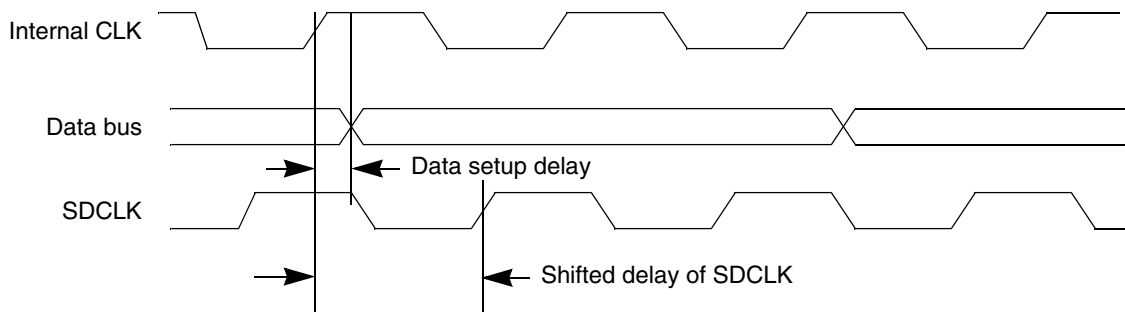 Internal CLK
Data bus
Data setup delay
SDCLK
Shifted delay of SDCLK